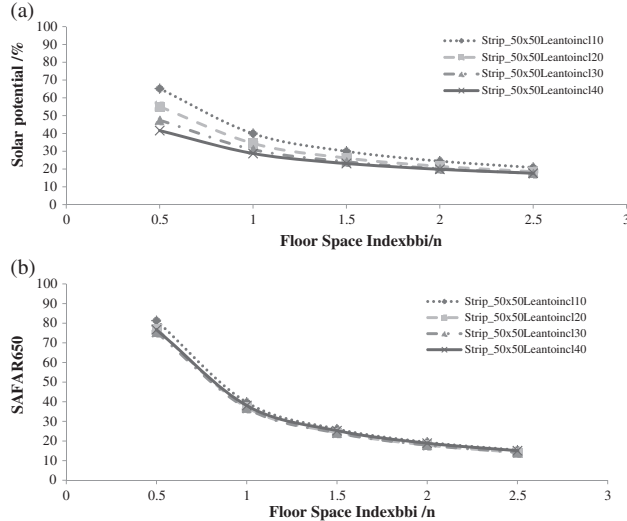 (a)
Solar potential /%
100
90
80
70
60
50
40
30
20
10
0
0 0.5 1 1.5 2 2.5 3
Floor Space Indexbbi/n
Strip_50x50Leantoincl10
Strip_50x50Leantoincl20
Strip_50x50Leantoincl30
Strip_50x50Leantoincl40
(b)
SAFAR650
100
90
80
70
60
50
40
30
20
10
0
0 0.5 1 1.5 2 2.5 3
Floor Space Indexbbi /n
Strip_50x50Leantoincl10
Strip_50x50Leantoincl20
Strip_50x50Leantoincl30
Strip_50x50Leantoincl40